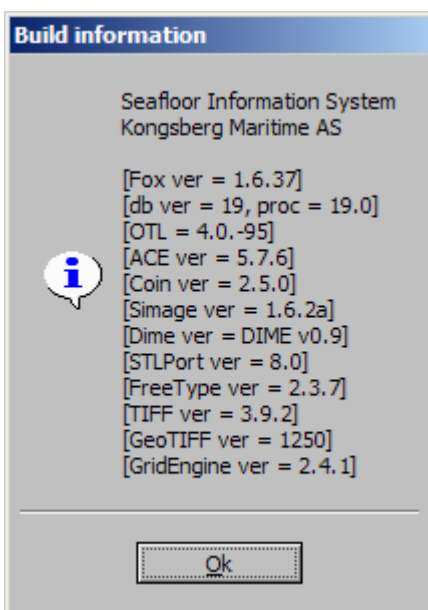 Build information
Seafloor Information System
Kongsberg Maritime AS
[Fox ver = 1.6.37]
[db ver = 19, proc = 19.0]
[OTL = 4.0.-95]
[ACE ver = 5.7.6]
[Coin ver = 2.5.0]
[Simage ver = 1.6.2a]
[Dime ver = DIME v0.9]
[STLPort ver = 8.0]
[FreeType ver = 2.3.7]
[TIFF ver = 3.9.2]
[GeoTIFF ver = 1250]
[GridEngine ver = 2.4.1]
Ok